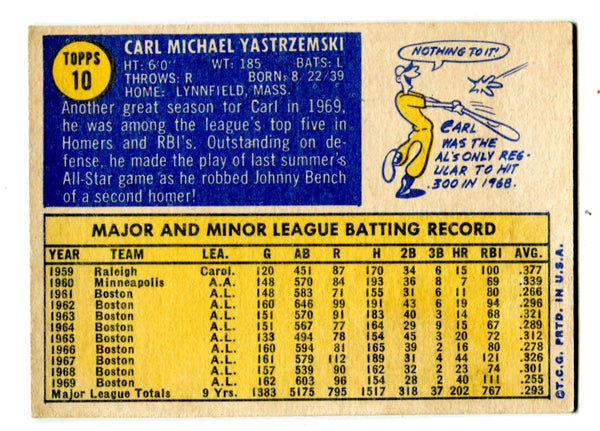 TOPPS
10
CARL MICHAEL YASTRZEMSKI
HT: 6'0" WT: 185 BATS: L
THROWS: R BORN: 8/22/39
HOME: LYNNFIELD, MASS.
Another great season for Carl in 1969,
he was among the league's top five in
Homers and RBI's. Outstanding on de-
fense, he made the play of last summer's
All-Star game as he robbed Johnny Bench
of a second homer!
NOTHING TO IT!
CARL
WAS THE
AL'S ONLY REG-
ULAR TO HIT
.300 IN 1968.
MAJOR AND MINOR LEAGUE BATTING RECORD
YEAR TEAM LEA. G AB R H 2B 3B HR RBI AVG.
1959 Raleigh Carol. 120 451 87 170 34 6 15 100 .377
1960 Minneapolis A.A. 148 570 84 193 36 8 7 69 .339
1961 Boston A.L. 148 583 71 155 31 6 11 80 .266
1962 Boston A.L. 160 646 99 191 43 6 19 94 .296
1963 Boston A.L. 151 570 91 183 40 3 14 68 .321
1964 Boston A.L. 151 567 77 164 29 9 15 67 .289
1965 Boston A.L. 133 494 78 154 45 3 20 72 .312
1966 Boston A.L. 160 594 81 165 39 2 16 80 .278
1967 Boston A.L. 161 579 112 189 31 4 44 121 .326
1968 Boston A.L. 157 539 90 162 32 2 23 74 .301
1969 Boston A.L. 162 603 96 154 28 2 40 111 .255
Major League Totals 9 Yrs. 1383 5175 795 1517 318 37 202 767 .293
©T.C.G. PRTD. IN U.S.A.